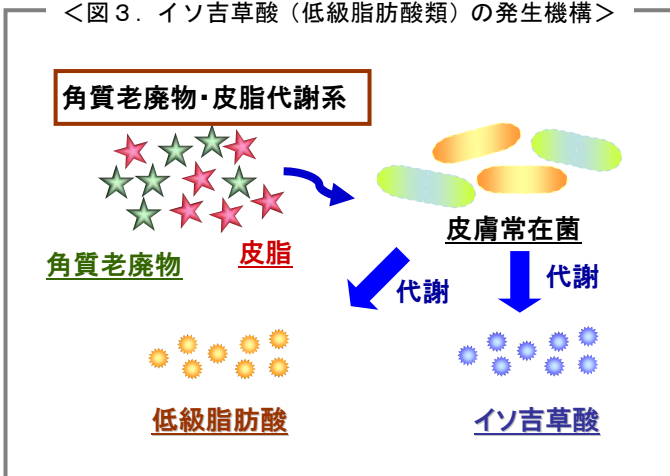 ＜図３．イソ吉草酸（低級脂肪酸類）の発生機構＞
角質老廃物・皮脂代謝系
皮膚常在菌
角質老廃物
皮脂
代謝
代謝
低級脂肪酸
イソ吉草酸